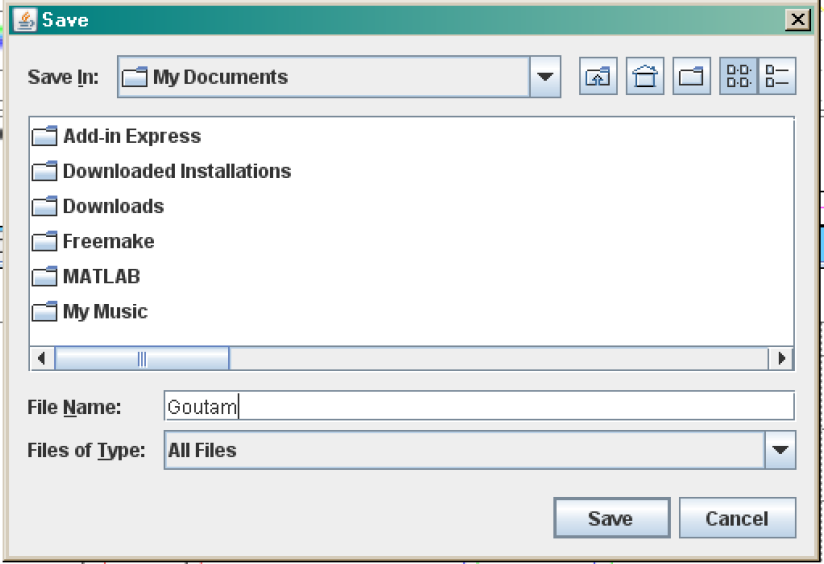 Save
Save In: My Documents
Add-in Express
Downloaded Installations
Downloads
Freemake
MATLAB
My Music
File Name: Goutam
Files of Type: All Files
Save Cancel